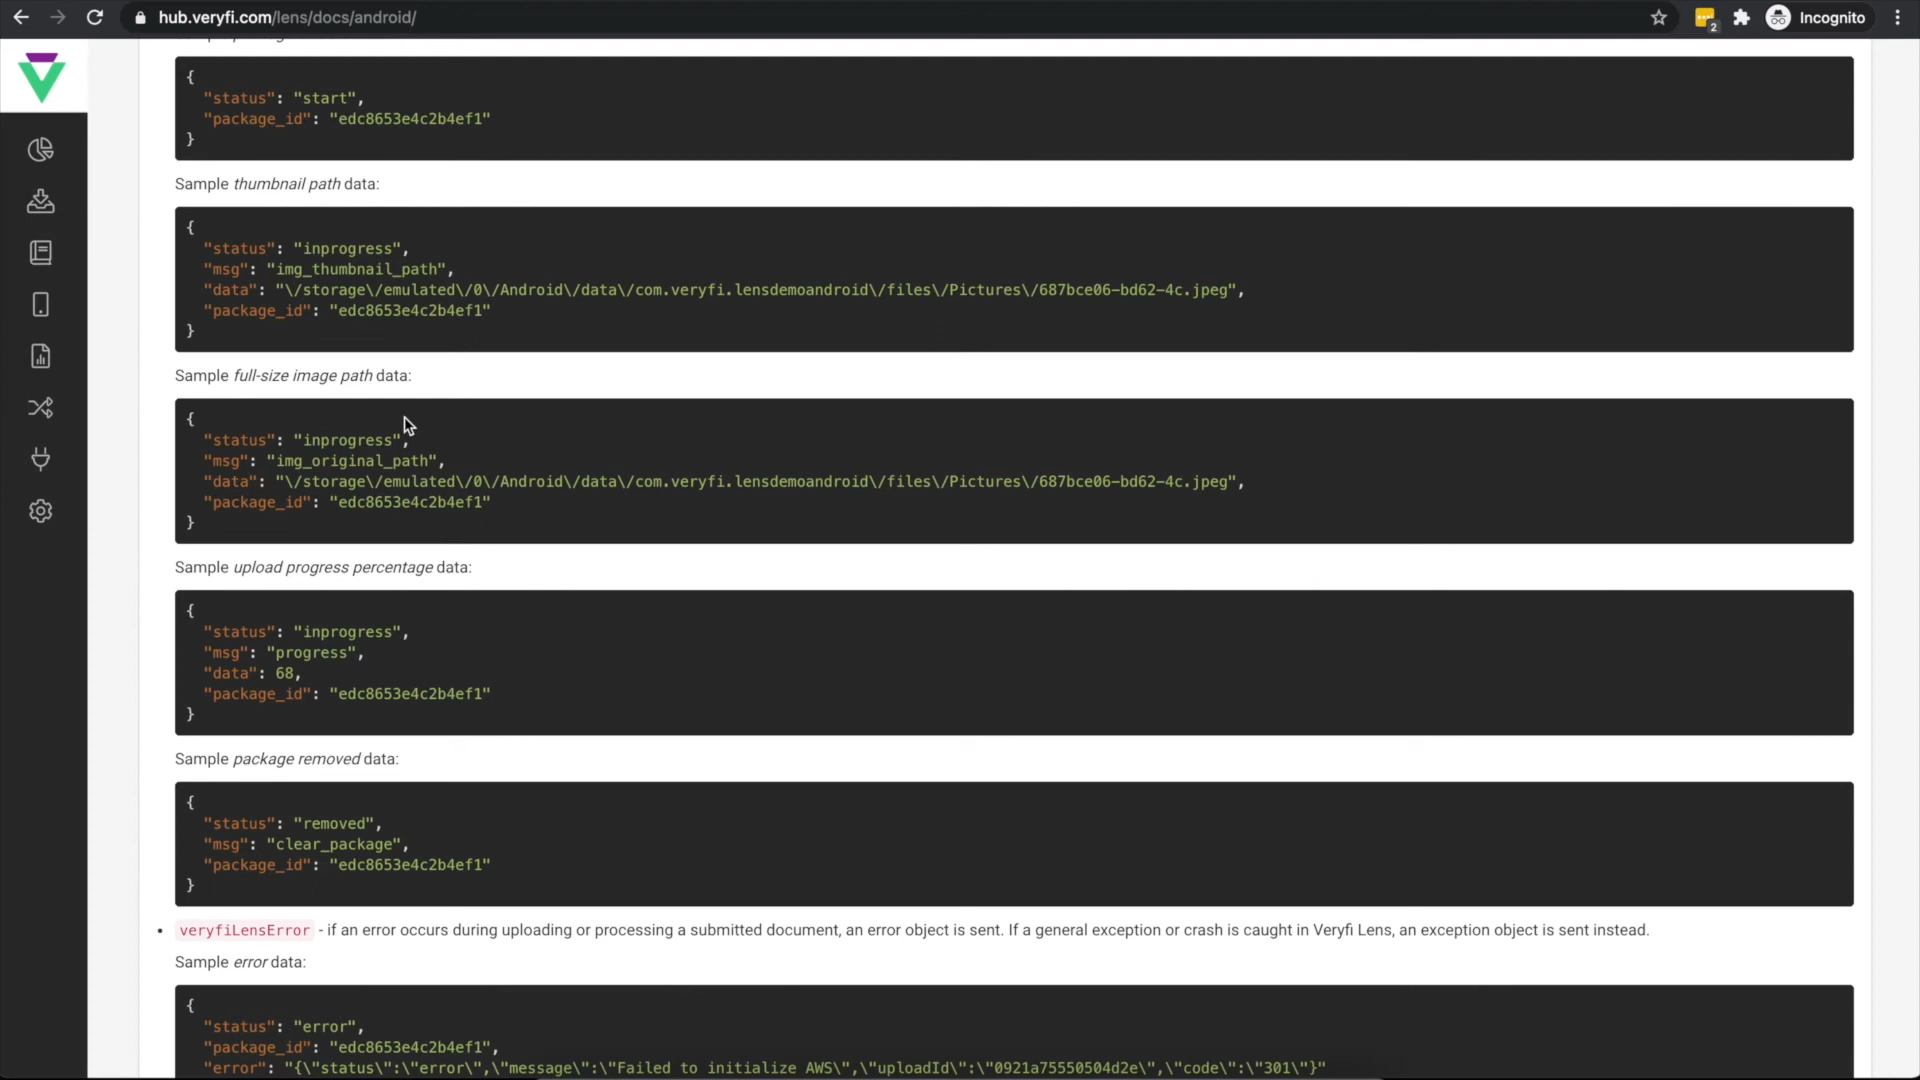 hub.veryfi.com/lens/docs/android/
2
Incognito
{
"status": "start",
"package_id": "edc8653e4c2b4ef1"
}
Sample thumbnail path data:
{
"status": "inprogress",
"msg": "img_thumbnail_path",
"data": "\/storage\/emulated\/0\/Android\/data\/com.veryfi.lensdemoandroid\/files\/Pictures\/687bce06-bd62-4c.jpeg",
"package_id": "edc8653e4c2b4ef1"
}
Sample full-size image path data:
{
"status": "inprogress",
"msg": "img_original_path",
"data": "\/storage\/emulated\/0\/Android\/data\/com.veryfi.lensdemoandroid\/files\/Pictures\/687bce06-bd62-4c.jpeg",
"package_id": "edc8653e4c2b4ef1"
}
Sample upload progress percentage data:
{
"status": "inprogress",
"msg": "progress",
"data": 68,
"package_id": "edc8653e4c2b4ef1"
}
Sample package removed data:
{
"status": "removed",
"msg": "clear_package",
"package_id": "edc8653e4c2b4ef1"
}
• veryfiLensError - if an error occurs during uploading or processing a submitted document, an error object is sent. If a general exception or crash is caught in Veryfi Lens, an exception object is sent instead.
Sample error data:
{
"status": "error",
"package_id": "edc8653e4c2b4ef1",
"error": "{\"status\":\"error\",\"message\":\"Failed to initialize AWS\",\"uploadId\":\"0921a75550504d2e\",\"code\":\"301\"}"